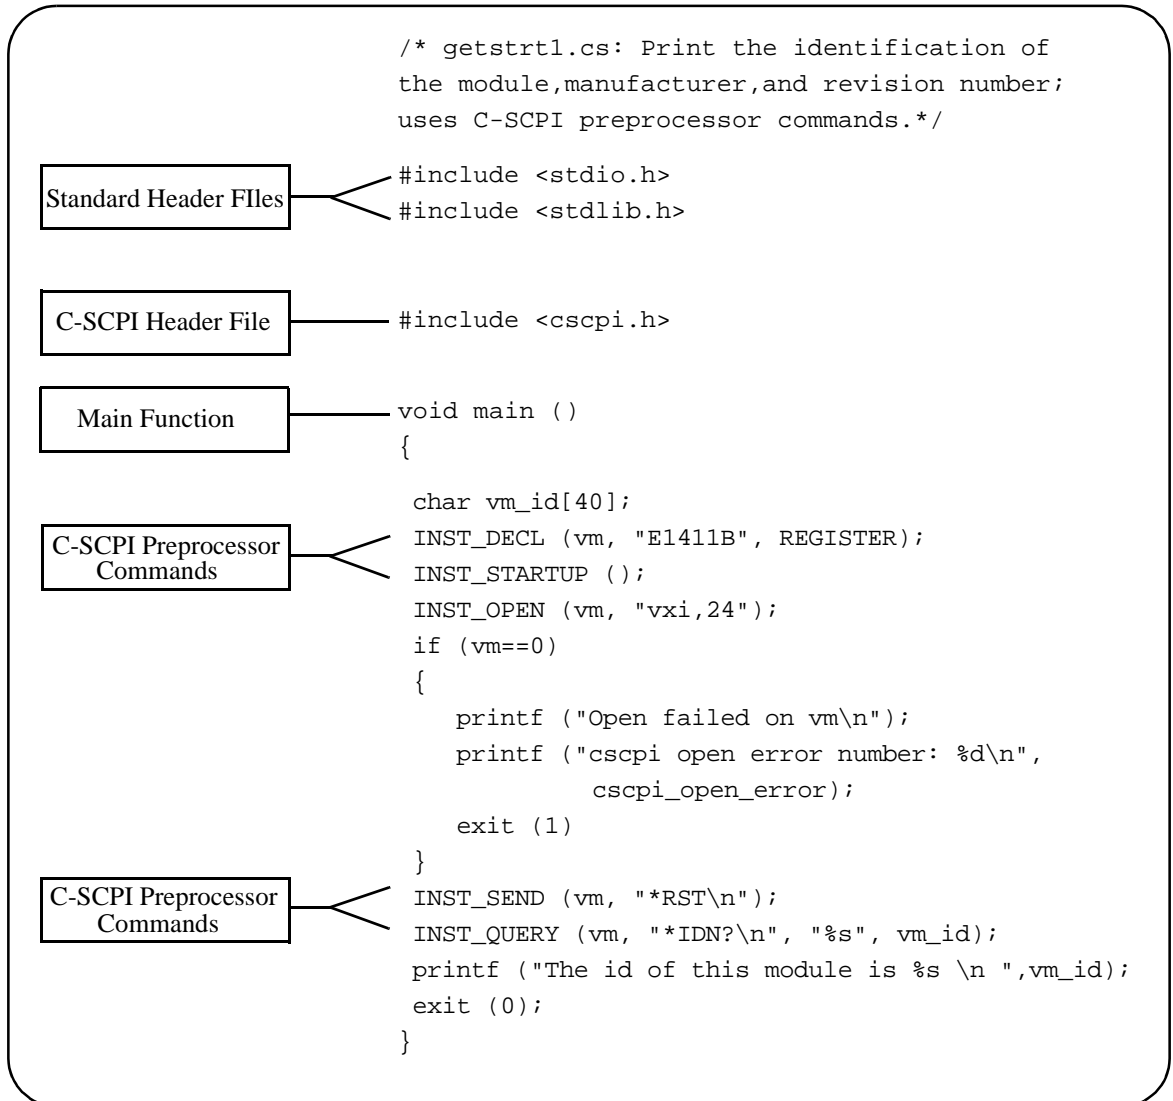 /* getstrt1.cs: Print the identification of
the module,manufacturer,and revision number;
uses C-SCPI preprocessor commands.*/
Standard Header FIles
#include <stdio.h>
#include <stdlib.h>
C-SCPI Header File
#include <cscpi.h>
Main Function
void main ()
{
char vm_id[40];
C-SCPI Preprocessor
Commands
INST_DECL (vm, "E1411B", REGISTER);
INST_STARTUP ();
INST_OPEN (vm, "vxi,24");
if (vm==0)
{
printf ("Open failed on vm\n");
printf ("cscpi open error number: %d\n",
cscpi_open_error);
exit (1)
}
C-SCPI Preprocessor
Commands
INST_SEND (vm, "*RST\n");
INST_QUERY (vm, "*IDN?\n", "%s", vm_id);
printf ("The id of this module is %s \n ",vm_id);
exit (0);
}